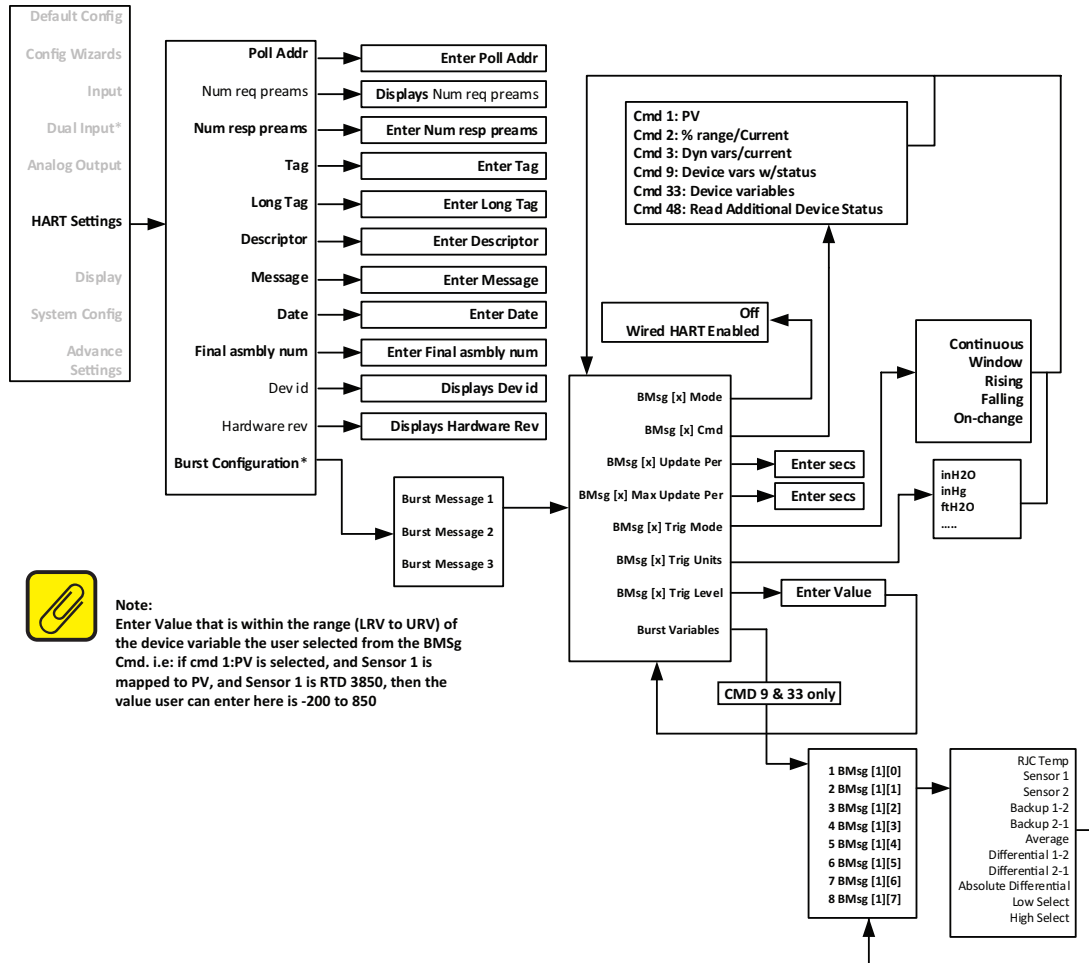 Default Config
Config Wizards
Input
Dual Input*
Analog Output
HART Settings
Display
System Config
Advance
Settings
Poll Addr
Num req preams
Num resp preams
Tag
Long Tag
Descriptor
Message
Date
Final asmbly num
Dev id
Hardware rev
Burst Configuration*
Enter Poll Addr
Displays Num req preams
Enter Num resp preams
Enter Tag
Enter Long Tag
Enter Descriptor
Enter Message
Enter Date
Enter Final asmbly num
Displays Dev id
Displays Hardware Rev
Burst Message 1
Burst Message 2
Burst Message 3
Cmd 1: PV
Cmd 2: % range/Current
Cmd 3: Dyn vars/current
Cmd 9: Device vars w/status
Cmd 33: Device variables
Cmd 48: Read Additional Device Status
Off
Wired HART Enabled
BMsg [x] Mode
BMsg [x] Cmd
BMsg [x] Update Per
BMsg [x] Max Update Per
BMsg [x] Trig Mode
BMsg [x] Trig Units
BMsg [x] Trig Level
Burst Variables
Enter secs
Enter secs
Enter Value
Continuous
Window
Rising
Falling
On-change
inH2O
inHg
ftH2O
.....
Note:
Enter Value that is within the range (LRV to URV) of
the device variable the user selected from the BMSg
Cmd. i.e: if cmd 1:PV is selected, and Sensor 1 is
mapped to PV, and Sensor 1 is RTD 3850, then the
value user can enter here is -200 to 850
CMD 9 & 33 only
1 BMsg [1][0]
2 BMsg [1][1]
3 BMsg [1][2]
4 BMsg [1][3]
5 BMsg [1][4]
6 BMsg [1][5]
7 BMsg [1][6]
8 BMsg [1][7]
RJC Temp
Sensor 1
Sensor 2
Backup 1-2
Backup 2-1
Average
Differential 1-2
Differential 2-1
Absolute Differential
Low Select
High Select